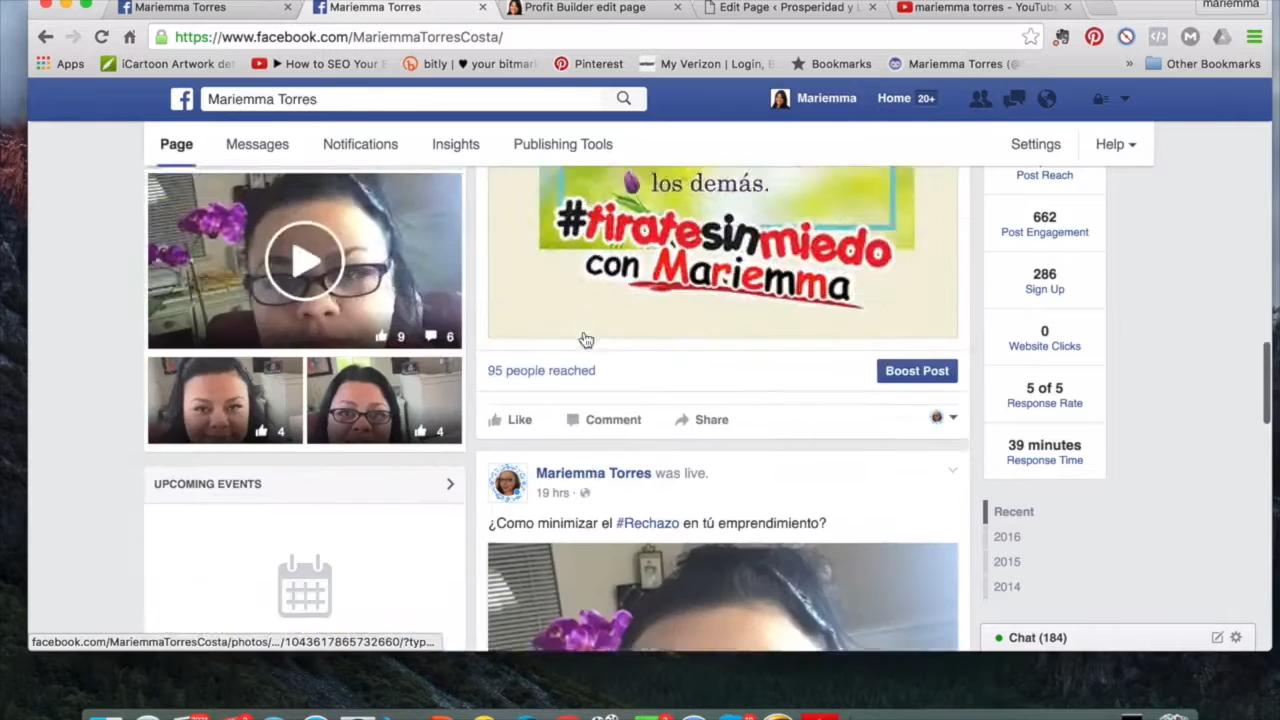 Mariemma Torres
Mariemma Torres
Profit Builder edit page
Edit Page ‹ Prosperidad y L
mariemma torres - YouTube
mariemma
https://www.facebook.com/MariemmaTorresCosta/
Apps
iCartoon Artwork det
How to SEO Your E
bitly | ♥ your bitmar
Pinterest
My Verizon | Login, B
Bookmarks
Mariemma Torres (@
» Other Bookmarks
Mariemma Torres
Mariemma
Home 20+
Page
Messages
Notifications
Insights
Publishing Tools
Settings
Help
9
6
4
4
UPCOMING EVENTS
los demás.
#tiratesinmiedo
con Mariemma
95 people reached
Boost Post
Like
Comment
Share
Mariemma Torres was live.
19 hrs ·
¿Como minimizar el #Rechazo en tú emprendimiento?
Post Reach
662
Post Engagement
286
Sign Up
0
Website Clicks
5 of 5
Response Rate
39 minutes
Response Time
Recent
2016
2015
2014
Chat (184)
facebook.com/MariemmaTorresCosta/photos/.../1043617865732660/?typ...